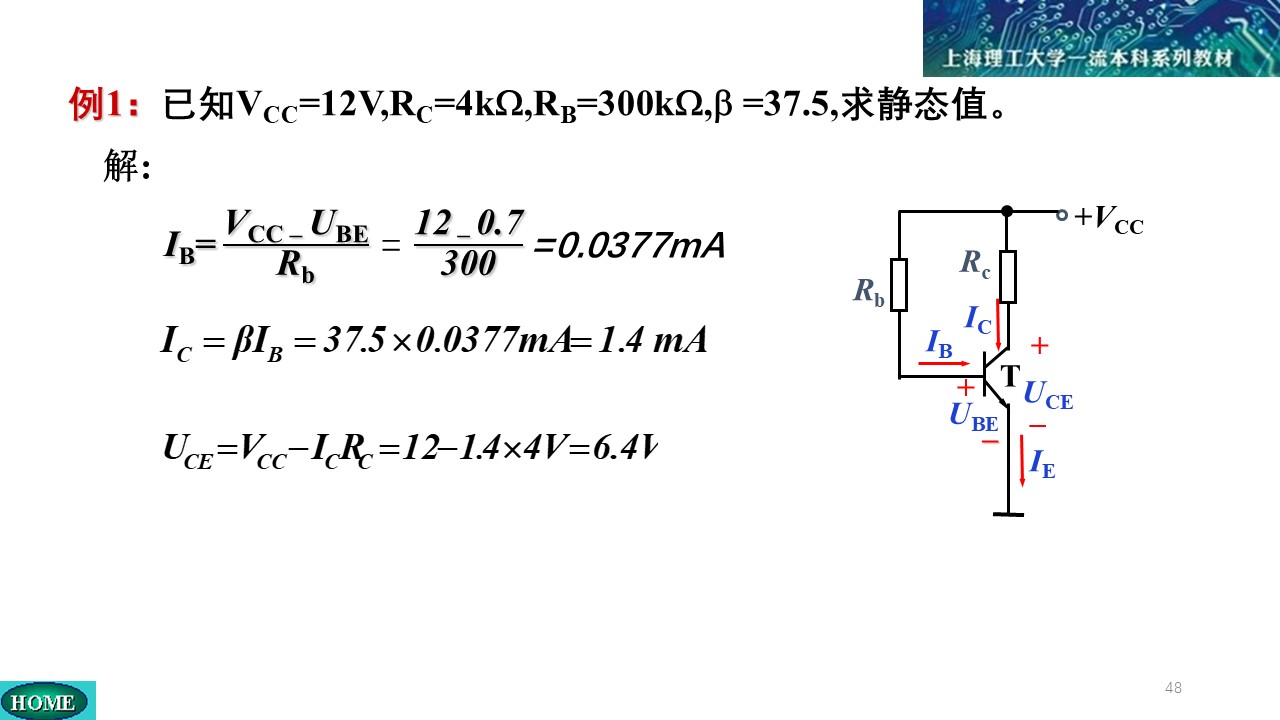 上海理工大学一流本科系列教材
例1：已知VCC=12V,RC=4kΩ,RB=300kΩ,β =37.5,求静态值。
解:
IB= VCC – UBE / Rb = 12 – 0.7 / 300 =0.0377mA
IC = βIB = 37.5×0.0377mA= 1.4 mA
UCE=VCC−ICRC=12−1.4×4V=6.4V
+VCC
Rc
Rb
IC
IB
+
T
+
UCE
UBE
−
−
IE
HOME
48